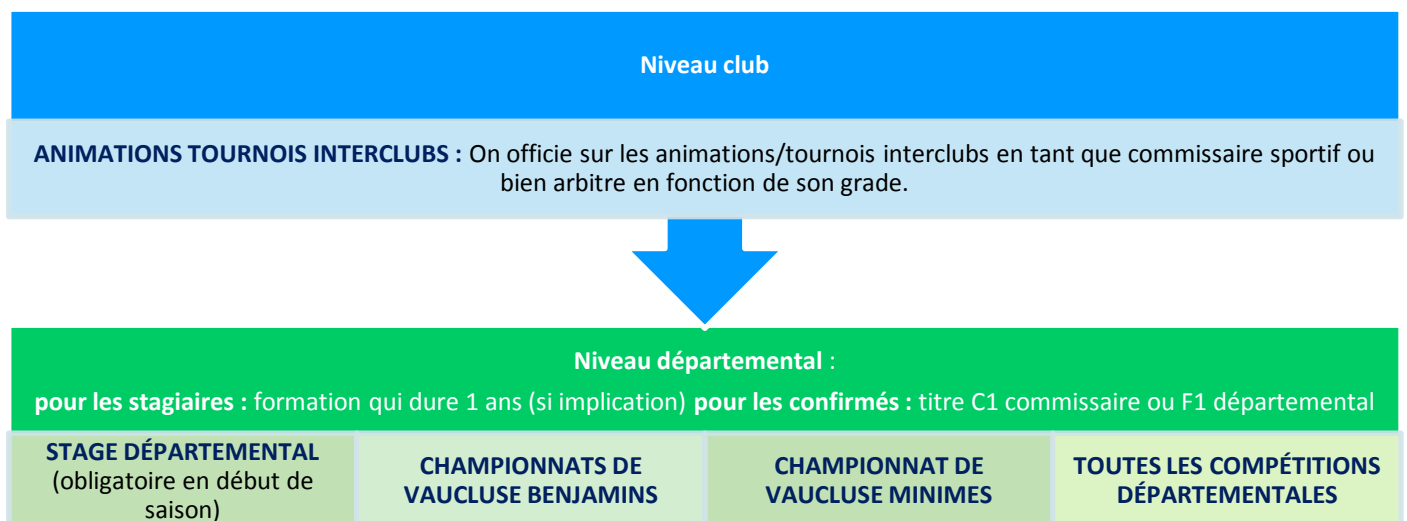 Niveau club
ANIMATIONS TOURNOIS INTERCLUBS : On officie sur les animations/tournois interclubs en tant que commissaire sportif ou
bien arbitre en fonction de son grade.
Niveau départemental :
pour les stagiaires : formation qui dure 1 ans (si implication) pour les confirmés : titre C1 commissaire ou F1 départemental
STAGE DÉPARTEMENTAL
(obligatoire en début de
saison)
CHAMPIONNATS DE
VAUCLUSE BENJAMINS
CHAMPIONNAT DE
VAUCLUSE MINIMES
TOUTES LES COMPÉTITIONS
DÉPARTEMENTALES